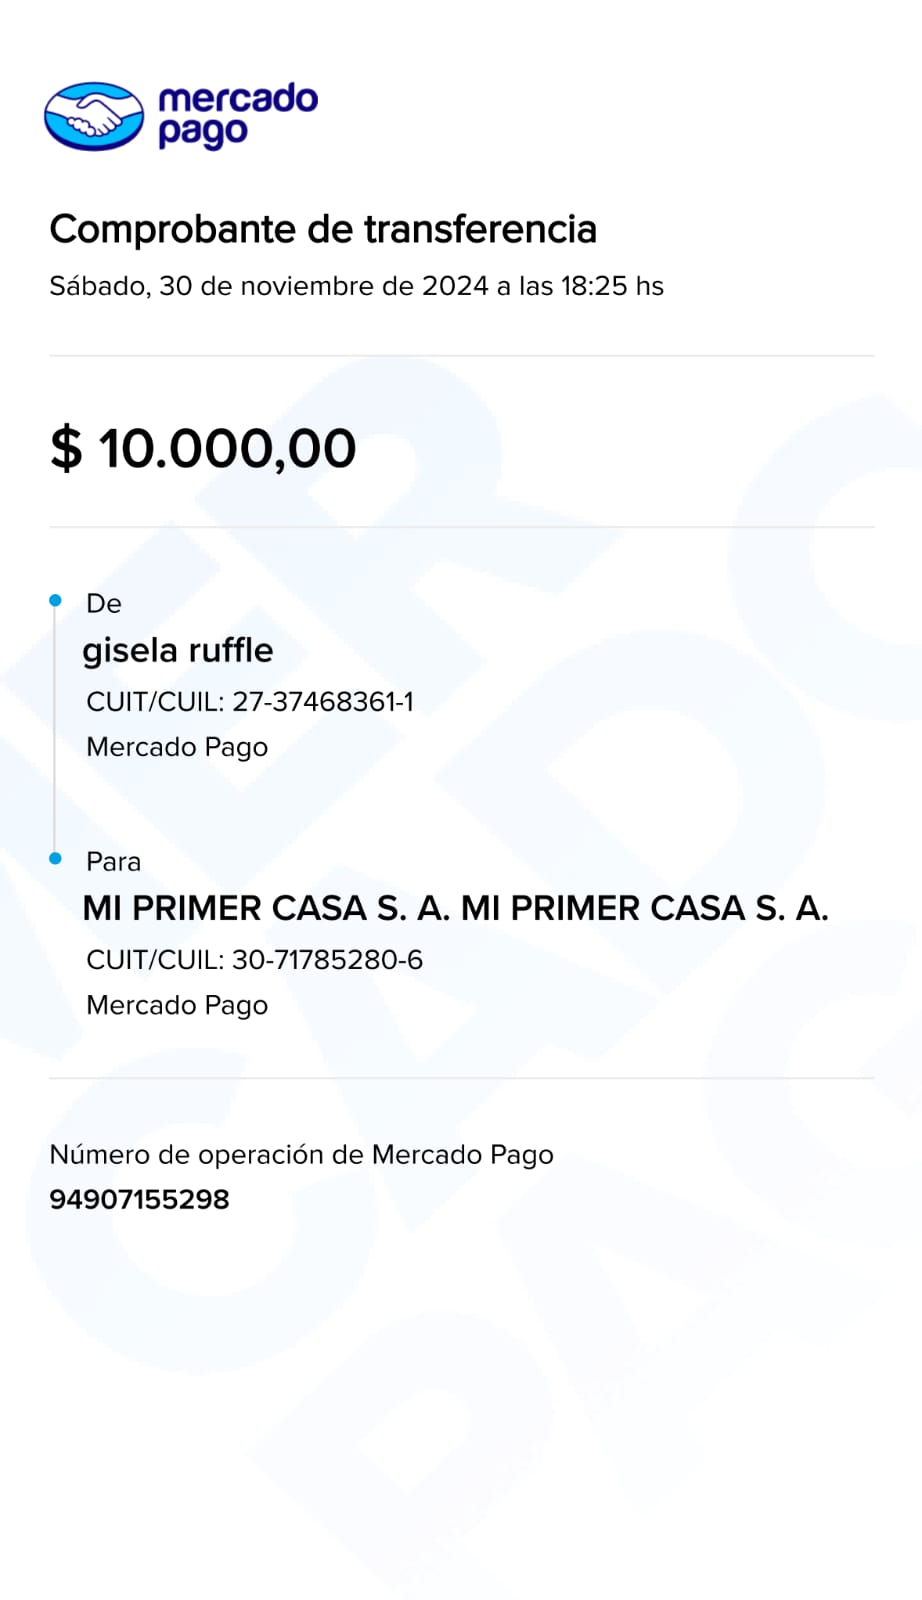 mercado
pago
Comprobante de transferencia
Sábado, 30 de noviembre de 2024 a las 18:25 hs
$ 10.000,00
De
gisela ruffle
CUIT/CUIL: 27-37468361-1
Mercado Pago
Para
MI PRIMER CASA S. A. MI PRIMER CASA S. A.
CUIT/CUIL: 30-71785280-6
Mercado Pago
Número de operación de Mercado Pago
94907155298